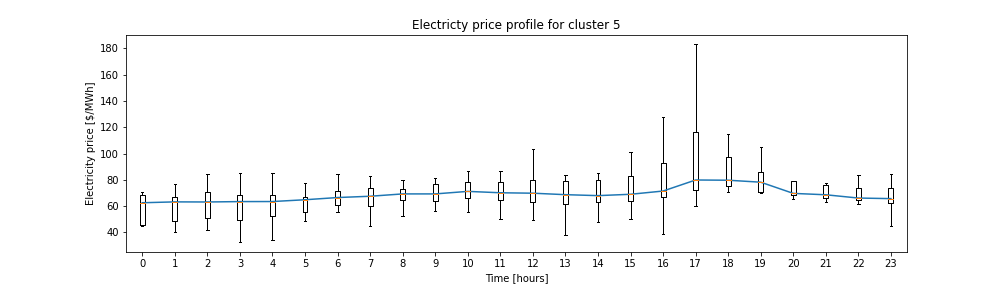 Electricty price profile for cluster 5
180
160
140
120
100
80
60
40
Electricity price [$/MWh]
0 1 2 3 4 5 6 7 8 9 10 11 12 13 14 15 16 17 18 19 20 21 22 23
Time [hours]